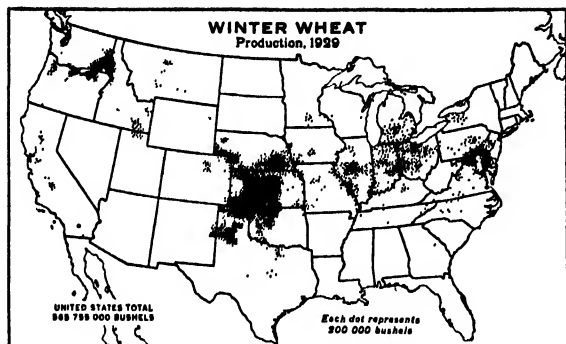 WINTER WHEAT
Production, 1929
UNITED STATES TOTAL
BUSHELS
Each dot represents
200 000 bushels